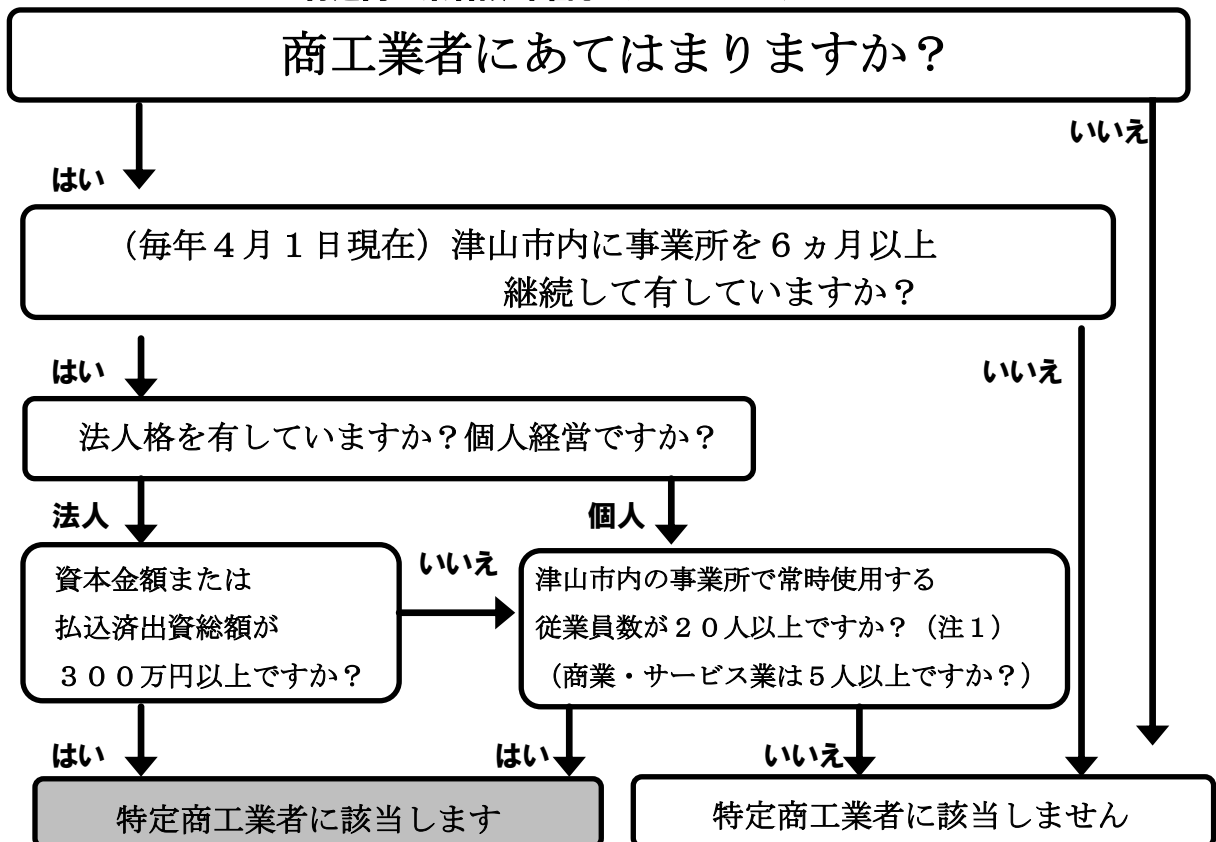 商工業者にあてはまりますか？
いいえ
はい
（毎年４月１日現在）津山市内に事業所を６ヵ月以上
継続して有していますか？
はい
いいえ
法人格を有していますか？個人経営ですか？
法人
個人
資本金額または
払込済出資総額が
３００万円以上ですか？
いいえ
津山市内の事業所で常時使用する
従業員数が２０人以上ですか？（注１）
（商業・サービス業は５人以上ですか？）
はい
はい
いいえ
特定商工業者に該当します
特定商工業者に該当しません